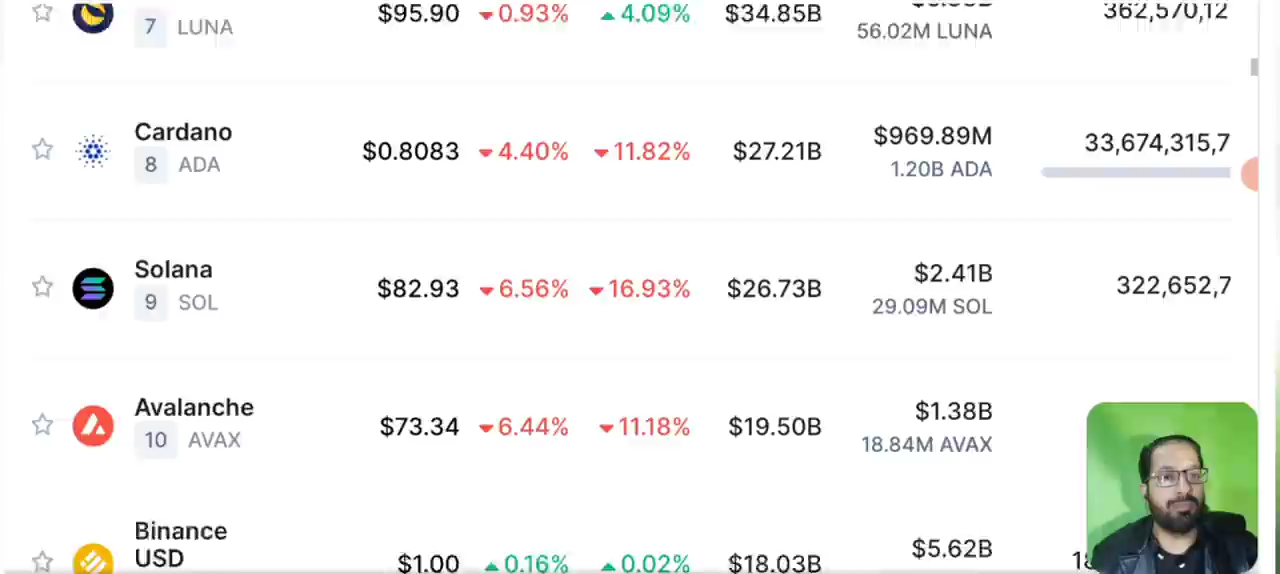 $95.90 0.93% 4.09% $34.85B 362,570,12
7 LUNA 56.02M LUNA
Cardano
8 ADA
$0.8083 4.40% 11.82% $27.21B $969.89M 33,674,315,7
1.20B ADA
Solana
9 SOL
$82.93 6.56% 16.93% $26.73B $2.41B 322,652,7
29.09M SOL
Avalanche
10 AVAX
$73.34 6.44% 11.18% $19.50B $1.38B
18.84M AVAX
Binance
USD
$1.00 0.16% 0.02% $18.03B $5.62B